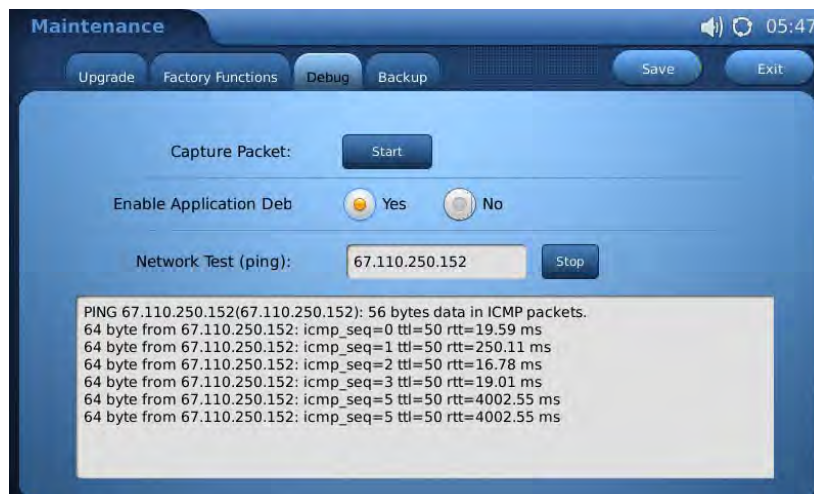 Maintenance 05:47
Upgrade Factory Functions Debug Backup Save Exit
Capture Packet: Start
Enable Application Deb Yes No
Network Test (ping): 67.110.250.152 Stop
PING 67.110.250.152(67.110.250.152): 56 bytes data in ICMP packets.
64 byte from 67.110.250.152: icmp_seq=0 ttl=50 rtt=19.59 ms
64 byte from 67.110.250.152: icmp_seq=1 ttl=50 rtt=250.11 ms
64 byte from 67.110.250.152: icmp_seq=2 ttl=50 rtt=16.78 ms
64 byte from 67.110.250.152: icmp_seq=3 ttl=50 rtt=19.01 ms
64 byte from 67.110.250.152: icmp_seq=5 ttl=50 rtt=4002.55 ms
64 byte from 67.110.250.152: icmp_seq=5 ttl=50 rtt=4002.55 ms